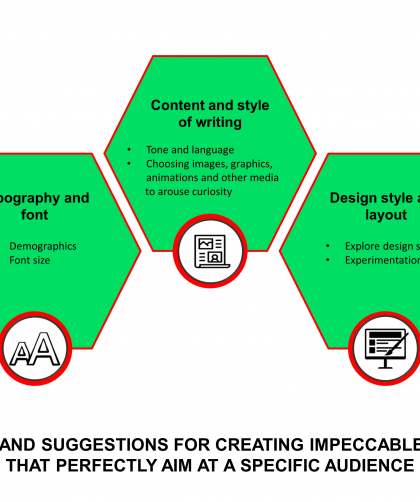 Content and style
of writing
• Tone and language
• Choosing images, graphics,
animations and other media
to arouse curiosity
ography and
font
Demographics
Font size
Design style a
layout
• Explore design s
• Experimentation
AA
AND SUGGESTIONS FOR CREATING IMPECCABLE
THAT PERFECTLY AIM AT A SPECIFIC AUDIENCE